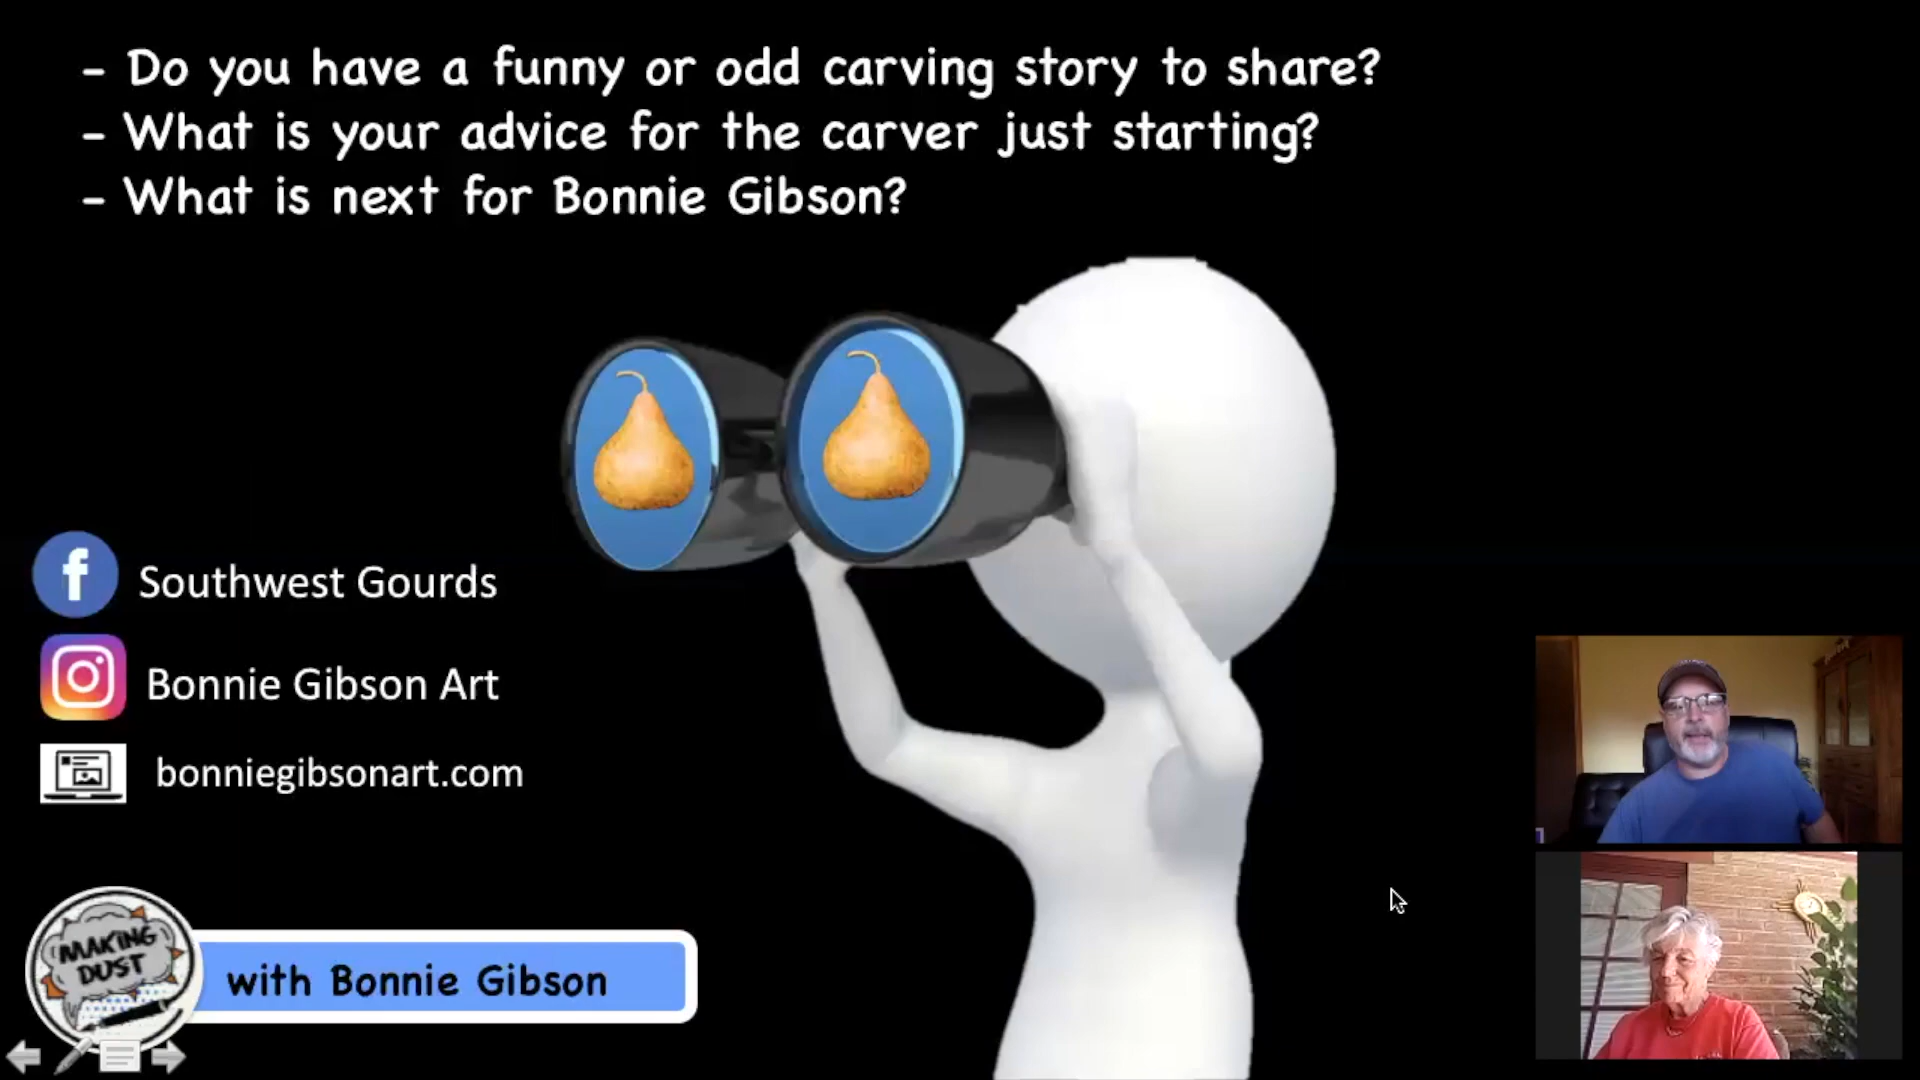 - Do you have a funny or odd carving story to share?
- What is your advice for the carver just starting?
- What is next for Bonnie Gibson?
f Southwest Gourds
Bonnie Gibson Art
bonniegibsonart.com
MAKING
DUST
with Bonnie Gibson